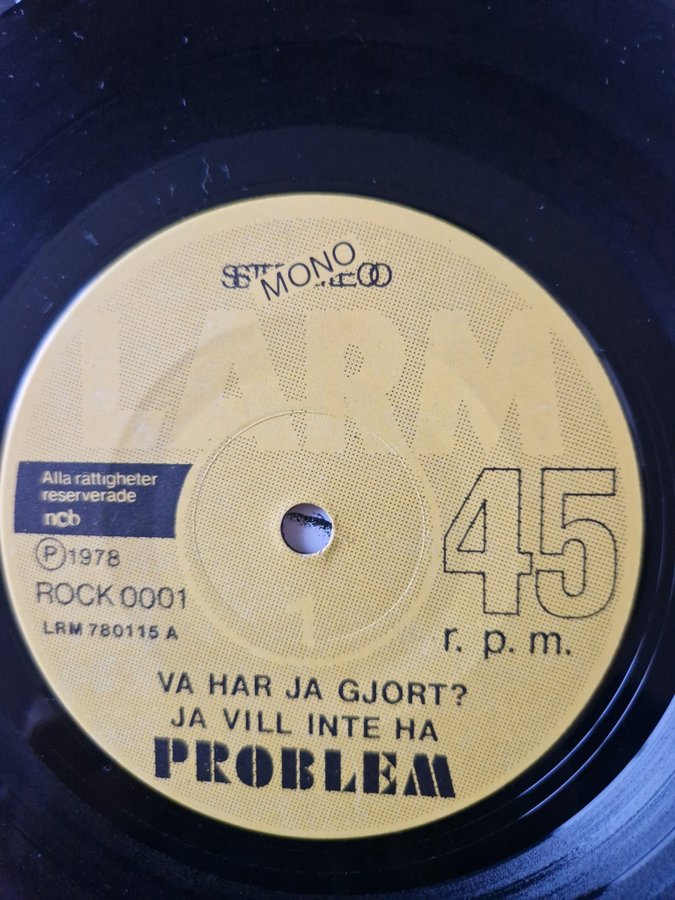 MONO
LARM
Alla rättigheter
reserverade
ncb
Ⓟ 1978
ROCK 0001
LRM 780115 A
45
r. p. m.
1
VA HAR JA GJORT?
JA VILL INTE HA
PROBLEM